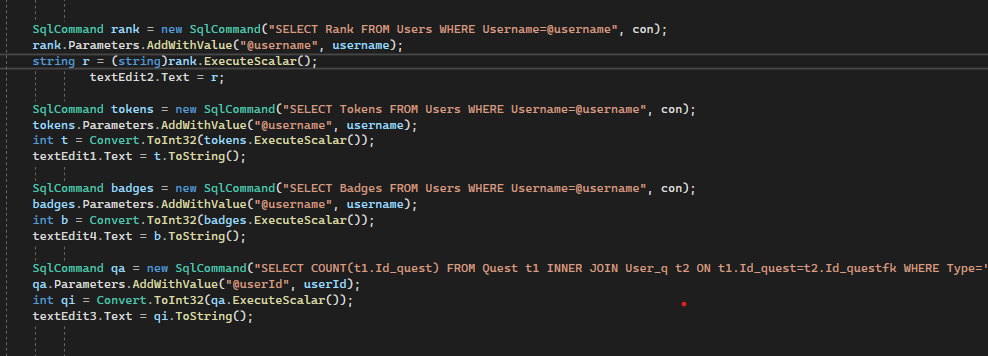 SqlCommand rank = new SqlCommand("SELECT Rank FROM Users WHERE Username=@username", con);
rank.Parameters.AddWithValue("@username", username);
string r = (string)rank.ExecuteScalar();
textEdit2.Text = r;
SqlCommand tokens = new SqlCommand("SELECT Tokens FROM Users WHERE Username=@username", con);
tokens.Parameters.AddWithValue("@username", username);
int t = Convert.ToInt32(tokens.ExecuteScalar());
textEdit1.Text = t.ToString();
SqlCommand badges = new SqlCommand("SELECT Badges FROM Users WHERE Username=@username", con);
badges.Parameters.AddWithValue("@username", username);
int b = Convert.ToInt32(badges.ExecuteScalar());
textEdit4.Text = b.ToString();
SqlCommand qa = new SqlCommand("SELECT COUNT(t1.Id_quest) FROM Quest t1 INNER JOIN User_q t2 ON t1.Id_quest=t2.Id_questfk WHERE Type='
qa.Parameters.AddWithValue("@userId", userId);
int qi = Convert.ToInt32(qa.ExecuteScalar());
textEdit3.Text = qi.ToString();